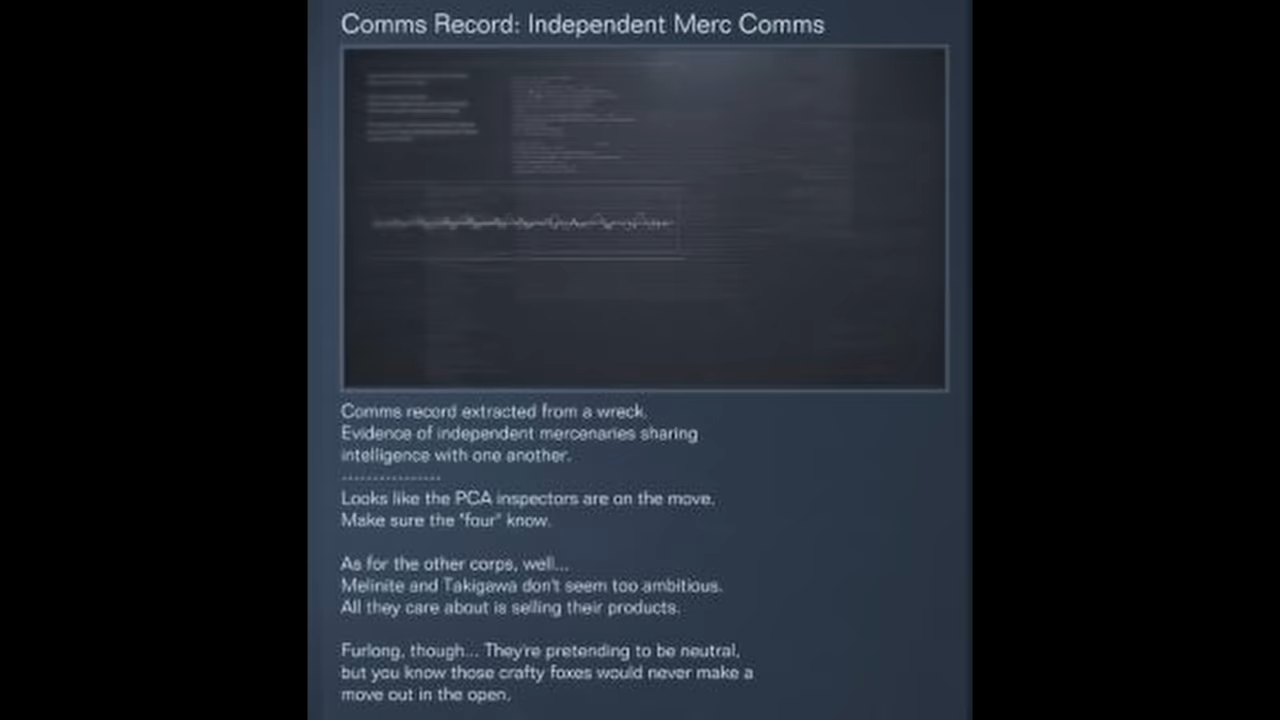 Comms Record: Independent Merc Comms
Comms record extracted from a wreck.
Evidence of independent mercenaries sharing
intelligence with one another.
----------------
Looks like the PCA inspectors are on the move.
Make sure the "four" know.
As for the other corps, well...
Melinite and Takigawa don't seem too ambitious.
All they care about is selling their products.
Furlong, though... They're pretending to be neutral,
but you know those crafty foxes would never make a
move out in the open.